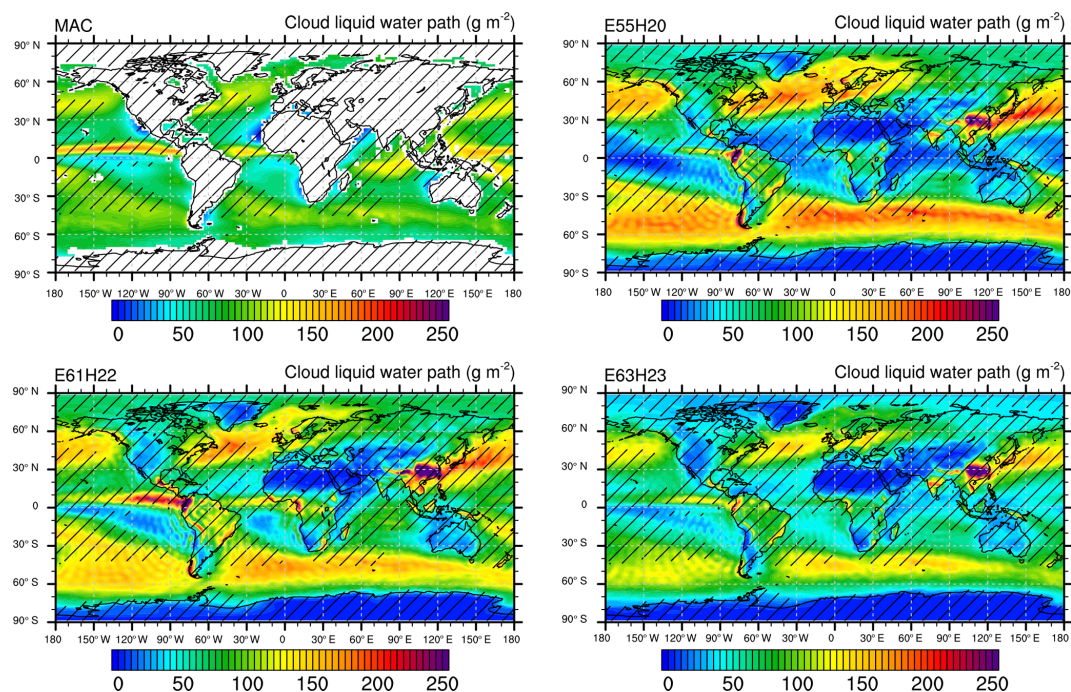 MAC Cloud liquid water path (g m⁻²)
90° N
60° N
30° N
0
30° S
60° S
90° S
180 150° W 120° W 90° W 60° W 30° W 0 30° E 60° E 90° E 120° E 150° E 180
0 50 100 150 200 250
E55H20 Cloud liquid water path (g m⁻²)
90° N
60° N
30° N
0
30° S
60° S
90° S
180 150° W 120° W 90° W 60° W 30° W 0 30° E 60° E 90° E 120° E 150° E 180
0 50 100 150 200 250
E61H22 Cloud liquid water path (g m⁻²)
90° N
60° N
30° N
0
30° S
60° S
90° S
180 150° W 120° W 90° W 60° W 30° W 0 30° E 60° E 90° E 120° E 150° E 180
0 50 100 150 200 250
E63H23 Cloud liquid water path (g m⁻²)
90° N
60° N
30° N
0
30° S
60° S
90° S
180 150° W 120° W 90° W 60° W 30° W 0 30° E 60° E 90° E 120° E 150° E 180
0 50 100 150 200 250